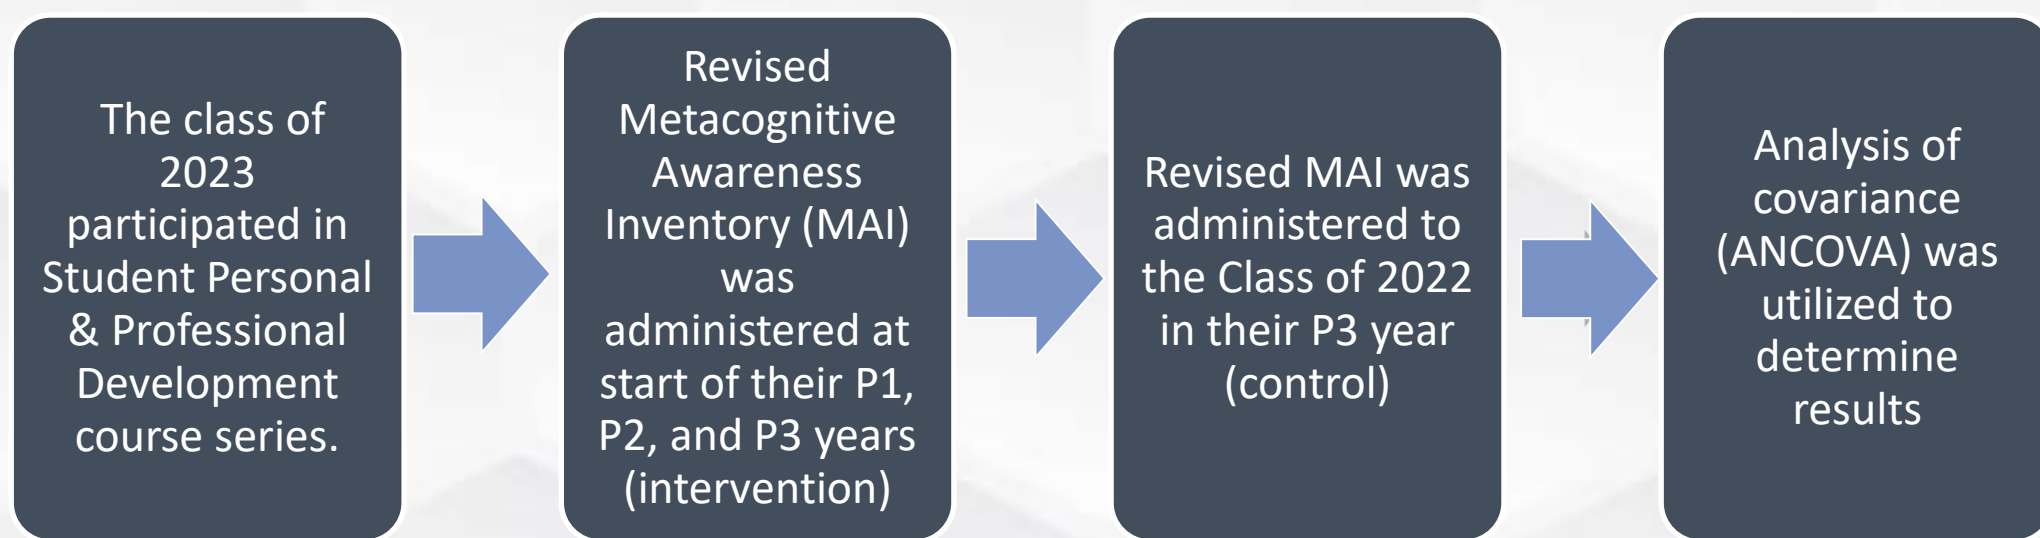 The class of
2023
participated in
Student Personal
& Professional
Development
course series.
Revised
Metacognitive
Awareness
Inventory (MAI)
was
administered at
start of their P1,
P2, and P3 years
(intervention)
Revised MAI was
administered to
the Class of 2022
in their P3 year
(control)
Analysis of
covariance
(ANCOVA) was
utilized to
determine
results